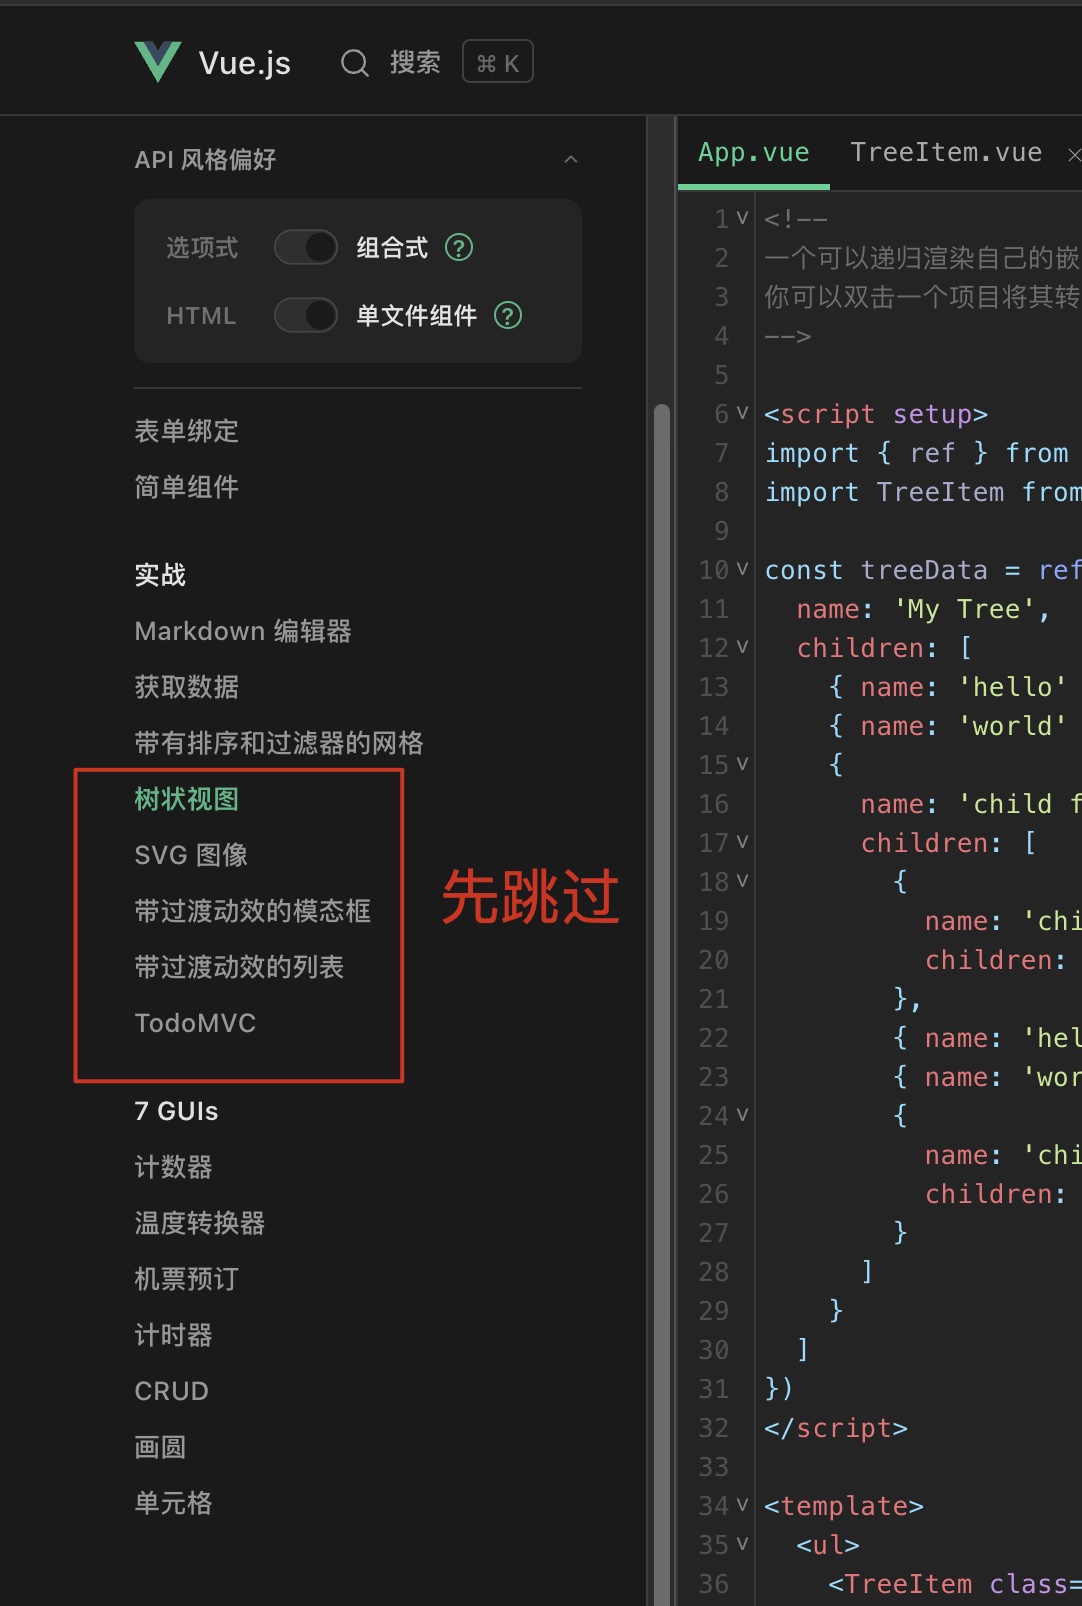 Vue.js 搜索 ⌘ K
API 风格偏好
选项式 组合式 ?
HTML 单文件组件 ?
表单绑定
简单组件
实战
Markdown 编辑器
获取数据
带有排序和过滤器的网格
树状视图
SVG 图像
带过渡动效的模态框
带过渡动效的列表
TodoMVC
先跳过
7 GUIs
计数器
温度转换器
机票预订
计时器
CRUD
画圆
单元格
App.vue TreeItem.vue ×
1 <!--
2 一个可以递归渲染自己的嵌
3 你可以双击一个项目将其转
4 -->
5
6 <script setup>
7 import { ref } from
8 import TreeItem from
9
10 const treeData = ref
11 name: 'My Tree',
12 children: [
13 { name: 'hello'
14 { name: 'world'
15 {
16 name: 'child f
17 children: [
18 {
19 name: 'chi
20 children:
21 },
22 { name: 'hel
23 { name: 'wor
24 {
25 name: 'chi
26 children:
27 }
28 ]
29 }
30 ]
31 })
32 </script>
33
34 <template>
35 <ul>
36 <TreeItem class=